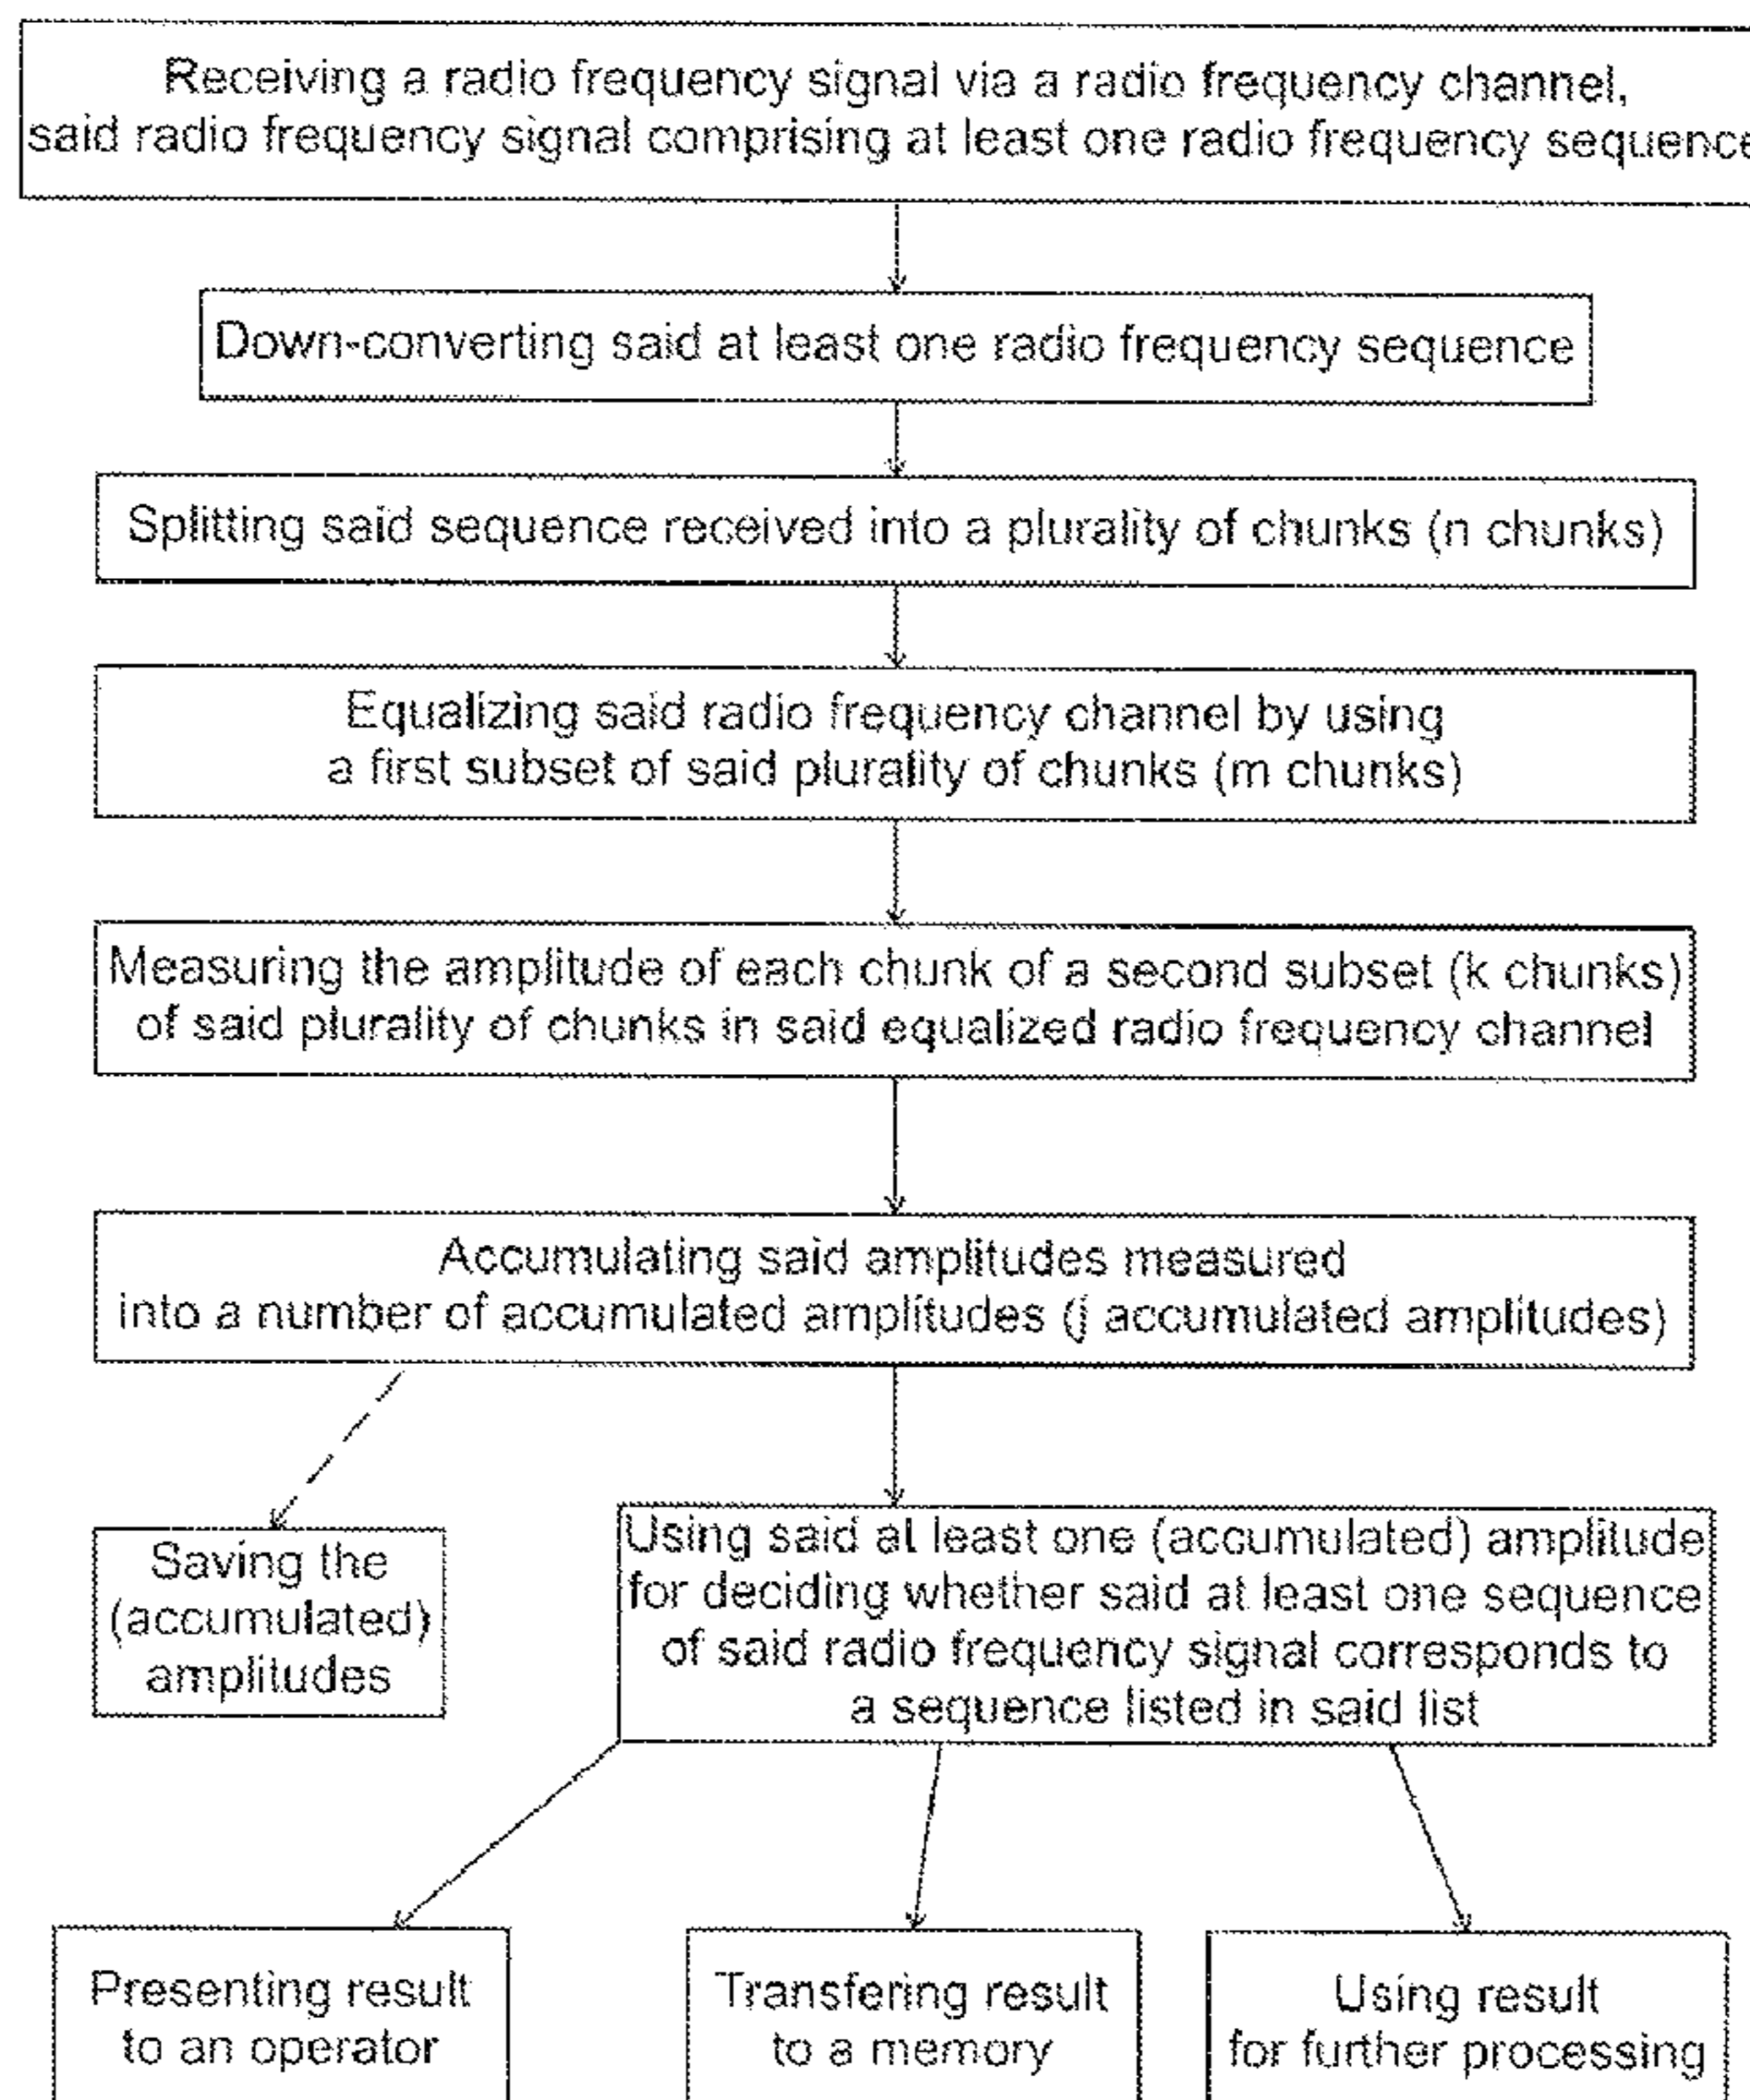 Receiving a radio frequency signal via a radio frequency channel,
said radio frequency signal comprising at least one radio frequency sequence
Down-converting said at least one radio frequency sequence
Splitting said sequence received into a plurality of chunks (n chunks)
Equalizing said radio frequency channel by using
a first subset of said plurality of chunks (m chunks)
Measuring the amplitude of each chunk of a second subset (k chunks)
of said plurality of chunks in said equalized radio frequency channel
Accumulating said amplitudes measured
into a number of accumulated amplitudes (j accumulated amplitudes)
Saving the
(accumulated)
amplitudes
Using said at least one (accumulated) amplitude
for deciding whether said at least one sequence
of said radio frequency signal corresponds to
a sequence listed in said list
Presenting result
to an operator
Transfering result
to a memory
Using result
for further processing